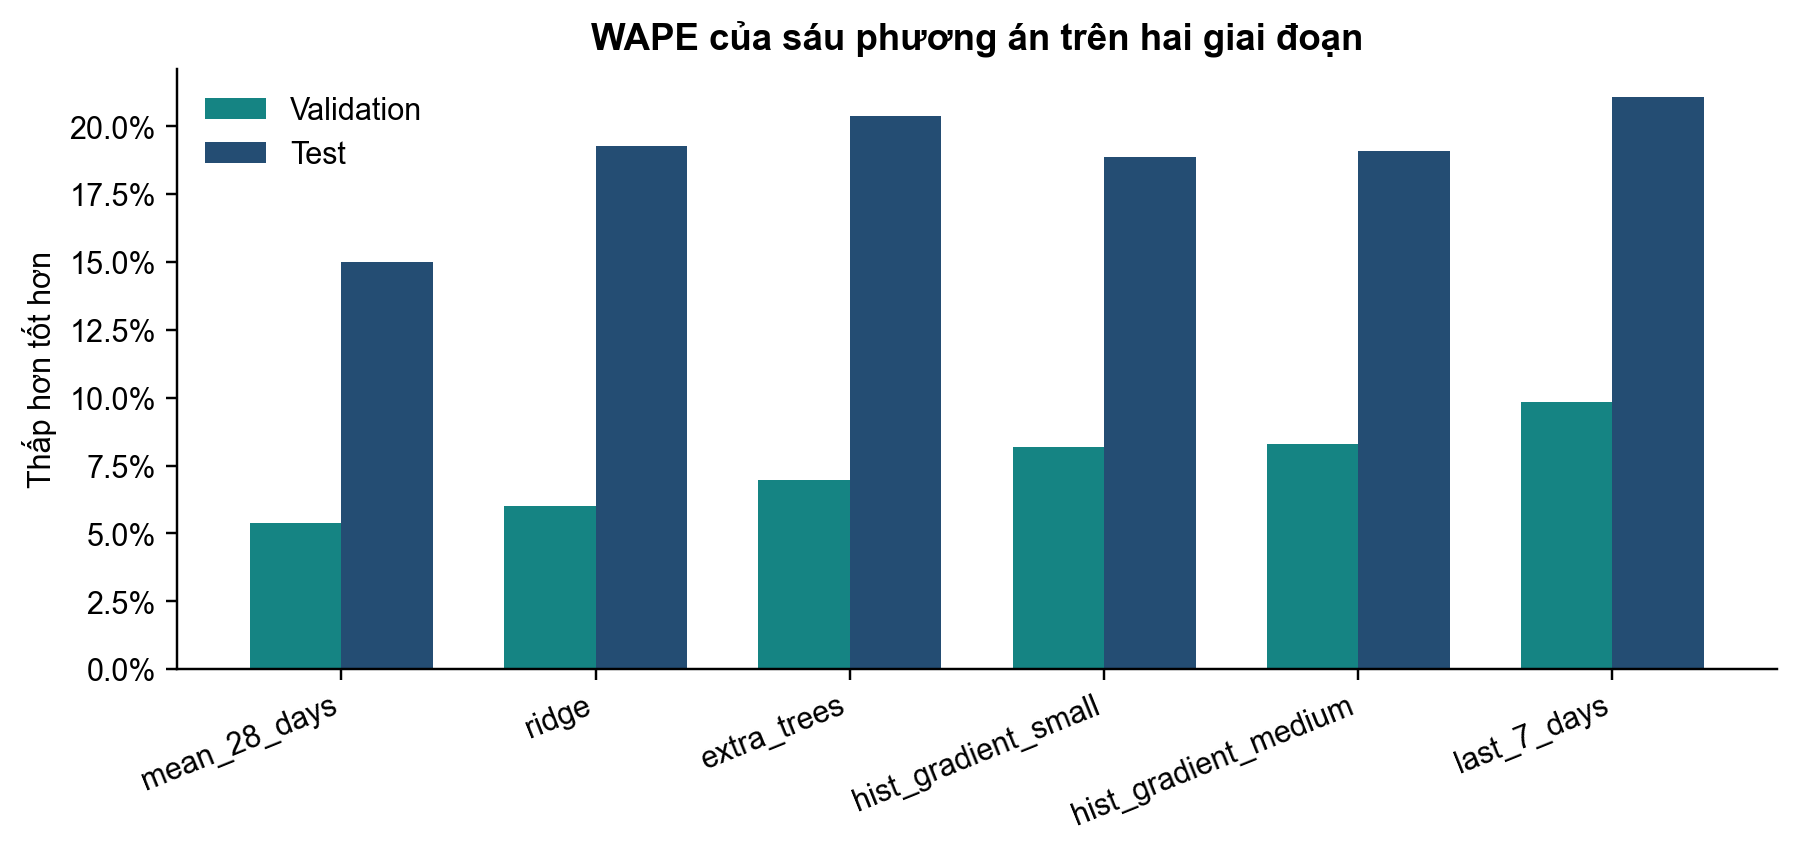 WAPE của sáu phương án trên hai giai đoạn
Validation
Test
Thấp hơn tốt hơn
20.0%
17.5%
15.0%
12.5%
10.0%
7.5%
5.0%
2.5%
0.0%
mean_28_days
ridge
extra_trees
hist_gradient_small
hist_gradient_medium
last_7_days